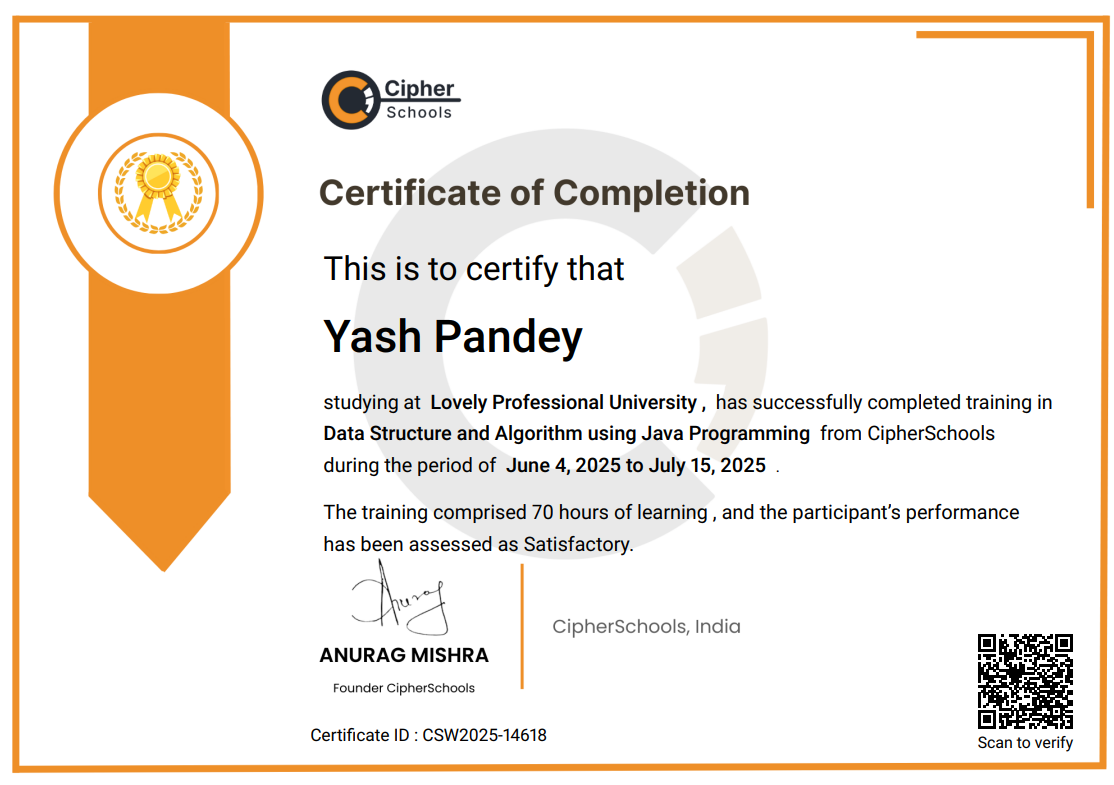 Cipher
Schools
Certificate of Completion
This is to certify that
Yash Pandey
studying at Lovely Professional University , has successfully completed training in
Data Structure and Algorithm using Java Programming from CipherSchools
during the period of June 4, 2025 to July 15, 2025 .
The training comprised 70 hours of learning , and the participant’s performance
has been assessed as Satisfactory.
Anurag
ANURAG MISHRA
Founder CipherSchools
CipherSchools, India
Certificate ID : CSW2025-14618
Scan to verify